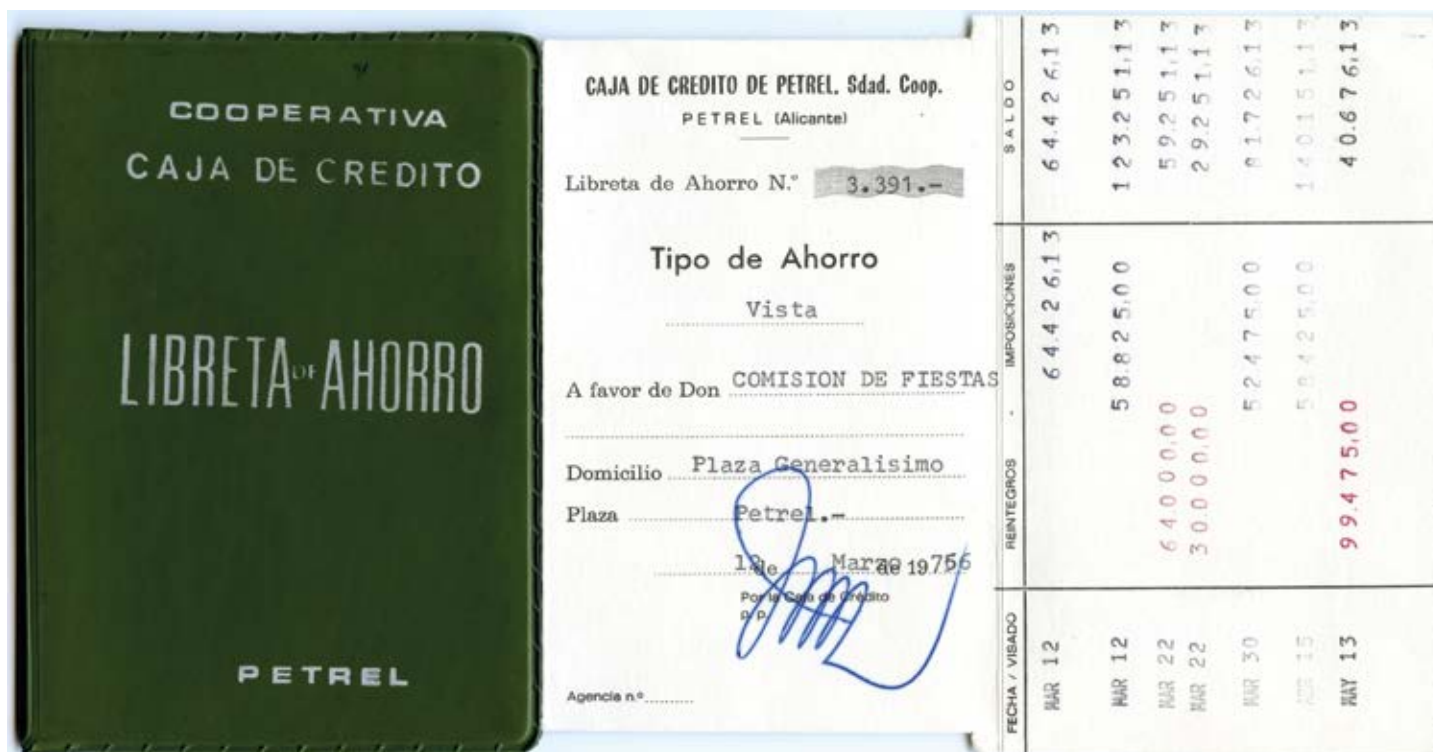 COOPERATIVA
CAJA DE CREDITO
LIBRETA DE AHORRO
PETREL
CAJA DE CREDITO DE PETREL. Sdad. Coop.
PETREL (Alicante)
Libreta de Ahorro N.º 3.391.-
Tipo de Ahorro
Vista
A favor de Don COMISION DE FIESTAS
Domicilio Plaza Generalisimo
Plaza Petrel.-
de Marzo de 19
Por la Caja de Crédito
p. p.
Agencia n.º
FECHA / VISADO REINTEGROS - IMPOSICIONES SALDO
MAR 12 64.426,13 64.426,13
MAR 12 58.825,00 123.251,13
MAR 22 64.000,00 59.251,13
MAR 22 30.000,00 29.251,13
MAR 30 52.475,00 81.726,13
15 58.425,00 140.151,13
MAY 13 99.475,00 40.676,13